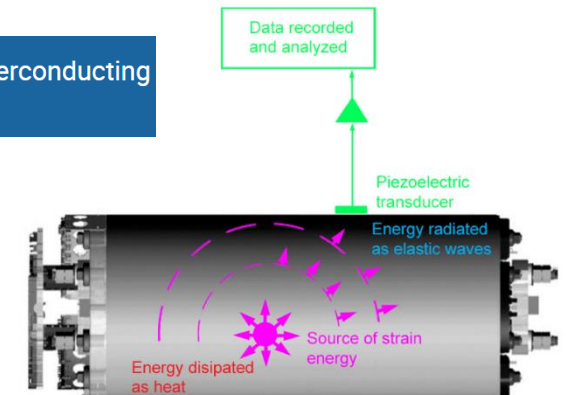 Data recorded
and analyzed
erconducting
Piezoelectric
transducer
Energy radiated
as elastic waves
Source of strain
energy
Energy disipated
as heat